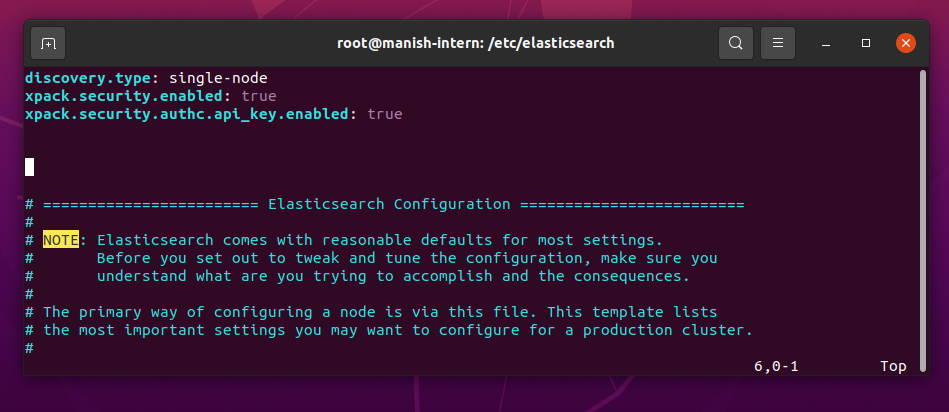 root@manish-intern: /etc/elasticsearch
discovery.type: single-node
xpack.security.enabled: true
xpack.security.authc.api_key.enabled: true
# ======================== Elasticsearch Configuration =========================
#
# NOTE: Elasticsearch comes with reasonable defaults for most settings.
#       Before you set out to tweak and tune the configuration, make sure you
#       understand what are you trying to accomplish and the consequences.
#
# The primary way of configuring a node is via this file. This template lists
# the most important settings you may want to configure for a production cluster.
#
6,0-1 Top